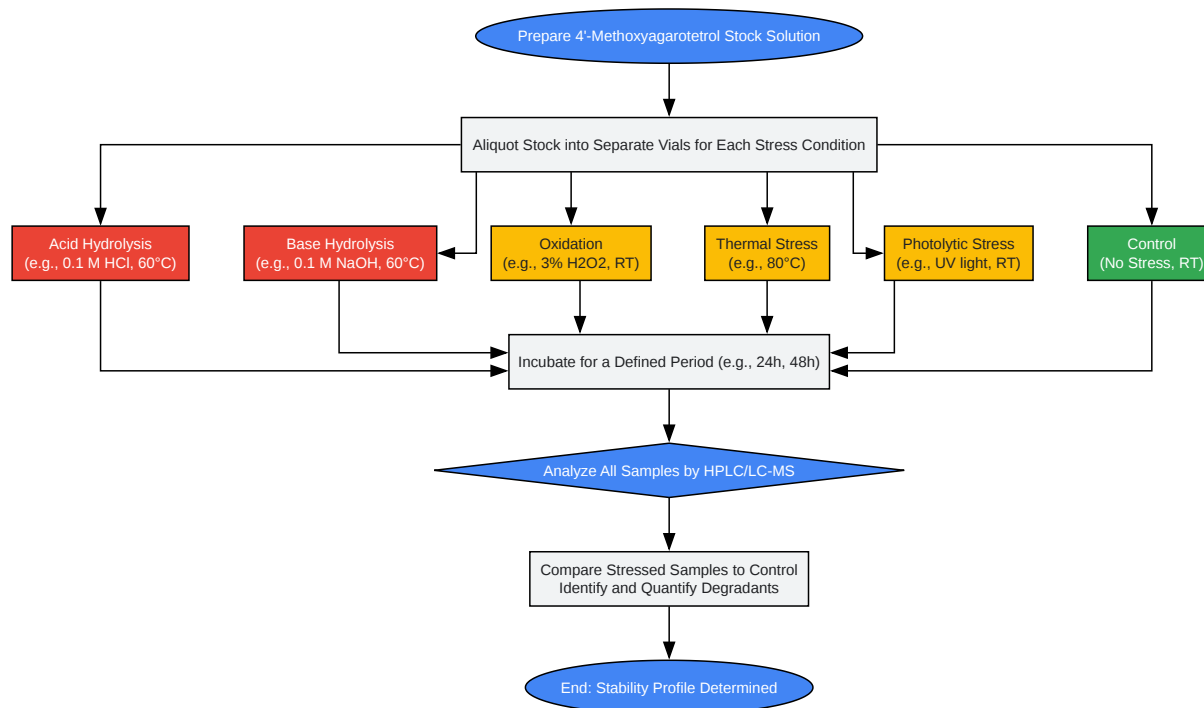 Prepare 4'-Methoxyagarotetrol Stock Solution
Aliquot Stock into Separate Vials for Each Stress Condition
Acid Hydrolysis
(e.g., 0.1 M HCl, 60°C)
Base Hydrolysis
(e.g., 0.1 M NaOH, 60°C)
Oxidation
(e.g., 3% H2O2, RT)
Thermal Stress
(e.g., 80°C)
Photolytic Stress
(e.g., UV light, RT)
Control
(No Stress, RT)
Incubate for a Defined Period (e.g., 24h, 48h)
Analyze All Samples by HPLC/LC-MS
Compare Stressed Samples to Control
Identify and Quantify Degradants
End: Stability Profile Determined